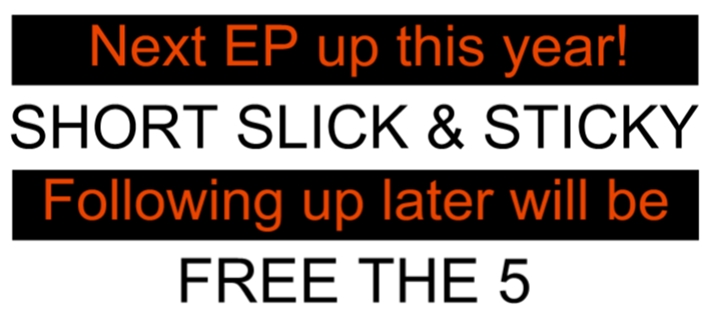 Next EP up this year!
SHORT SLICK & STICKY
Following up later will be
FREE THE 5